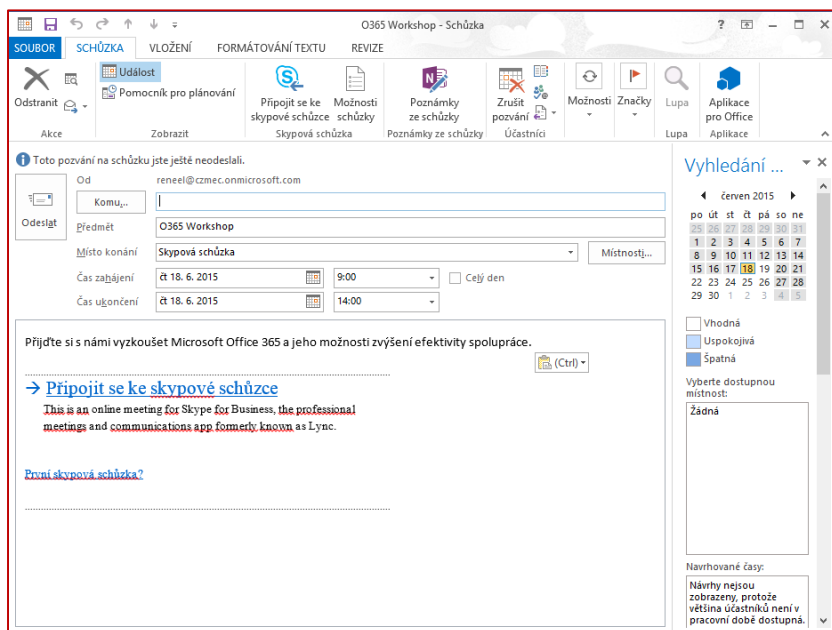 O365 Workshop - Schůzka
SOUBOR SCHŮZKA VLOŽENÍ FORMÁTOVÁNÍ TEXTU REVIZE
Odstranit
Událost
Pomocník pro plánování
Připojit se ke skypové schůzce
Možnosti schůzky
Poznámky ze schůzky
Zrušit pozvání
Možnosti
Značky
Lupa
Aplikace pro Office
Akce Zobrazit Skypová schůzka Poznámky ze schůzky Účastníci Lupa Aplikace
Toto pozvání na schůzku jste ještě neodeslali.
Odeslat
Od reneel@czmec.onmicrosoft.com
Komu...
Předmět O365 Workshop
Místo konání Skypová schůzka Místnosti...
Čas zahájení čt 18. 6. 2015 9:00 Celý den
Čas ukončení čt 18. 6. 2015 14:00
Přijďte si s námi vyzkoušet Microsoft Office 365 a jeho možnosti zvýšení efektivity spolupráce.
(Ctrl)
→ Připojit se ke skypové schůzce
This is an online meeting for Skype for Business, the professional
meetings and communications app formerly known as Lync.
První skypová schůzka?
Vyhledání ...
červen 2015
po út st čt pá so ne
25 26 27 28 29 30 31
1 2 3 4 5 6 7
8 9 10 11 12 13 14
15 16 17 18 19 20 21
22 23 24 25 26 27 28
29 30 1 2 3 4 5
Vhodná
Uspokojivá
Špatná
Vyberte dostupnou
místnost:
Žádná
Navrhované časy:
Návrhy nejsou
zobrazeny, protože
většina účastníků není v
pracovní době dostupná.